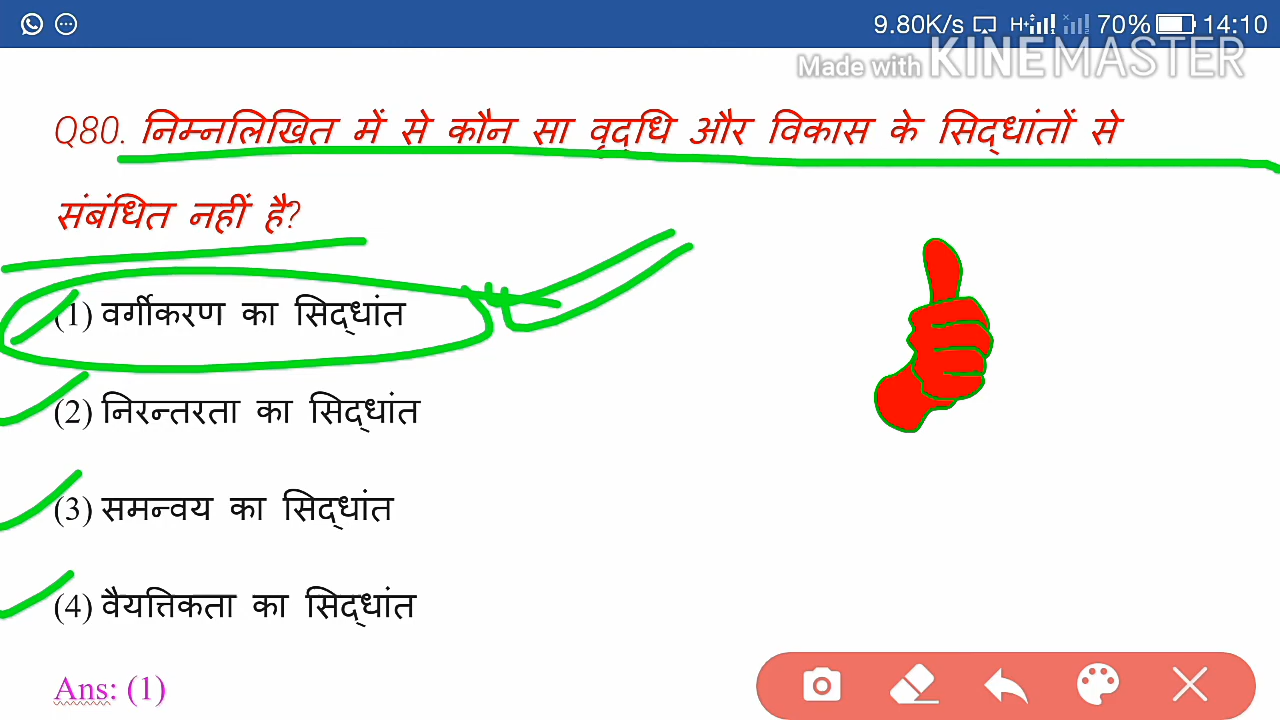 9.80K/s H+ 70% 14:10
Made with KINEMASTER
Q80. निम्नलिखित में से कौन सा वृद्धि और विकास के सिद्धांतों से
संबंधित नहीं है?
(1) वर्गीकरण का सिद्धांत
(2) निरन्तरता का सिद्धांत
(3) समन्वय का सिद्धांत
(4) वैयत्तिकता का सिद्धांत
Ans: (1)